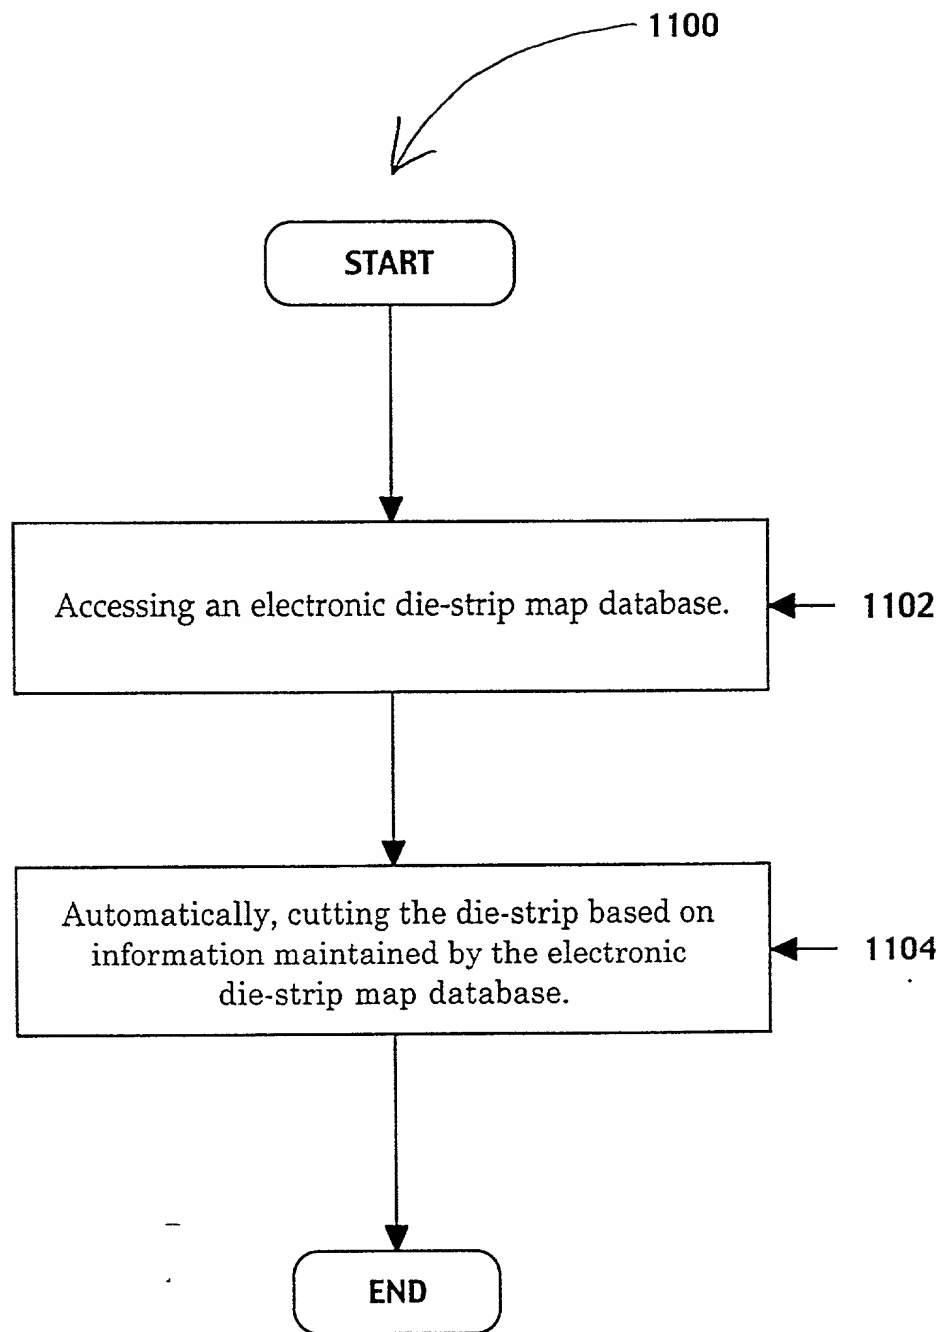 1100
START
Accessing an electronic die-strip map database.
1102
Automatically, cutting the die-strip based on
information maintained by the electronic
die-strip map database.
1104
END